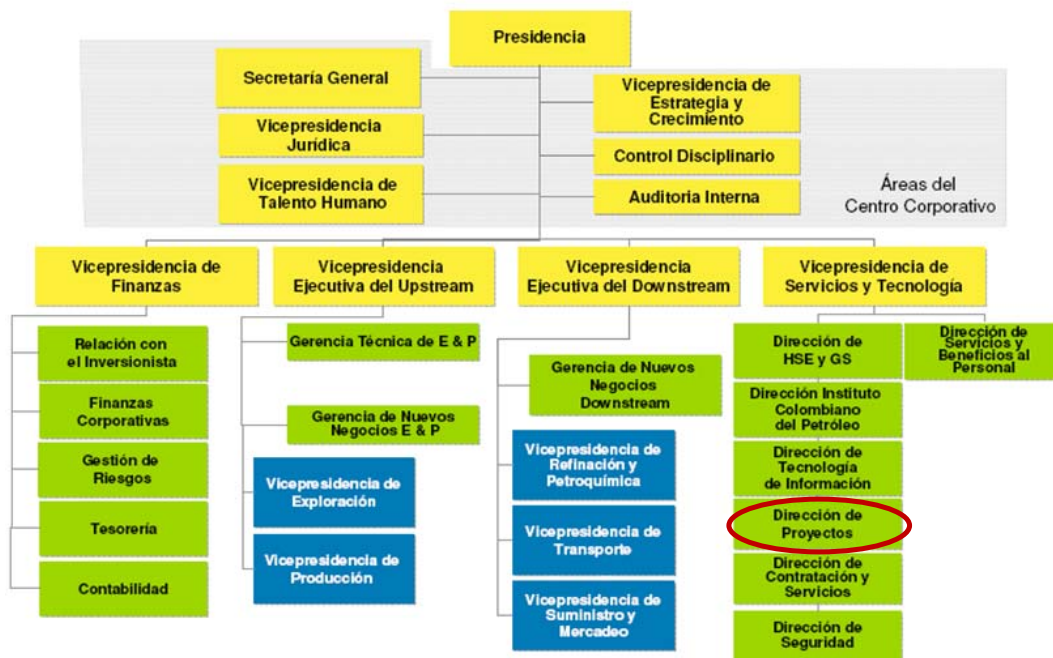 Presidencia
Secretaría General
Vicepresidencia
Jurídica
Vicepresidencia de
Talento Humano
Vicepresidencia de
Estrategia y
Crecimiento
Control Disciplinario
Auditoria Interna
Áreas del
Centro Corporativo
Vicepresidencia de
Finanzas
Relación con
el Inversionista
Finanzas
Corporativas
Gestión de
Riesgos
Tesorería
Contabilidad
Vicepresidencia
Ejecutiva del Upstream
Gerencia Técnica de E & P
Gerencia de Nuevos
Negocios E & P
Vicepresidencia de
Exploración
Vicepresidencia de
Producción
Vicepresidencia
Ejecutiva del Downstream
Gerencia de Nuevos
Negocios
Downstream
Vicepresidencia de
Refinación y
Petroquímica
Vicepresidencia de
Transporte
Vicepresidencia de
Suministro y
Mercadeo
Vicepresidencia de
Servicios y Tecnología
Dirección de
HSE y GS
Dirección Instituto
Colombiano
del Petróleo
Dirección de
Tecnología
de Información
Dirección de
Proyectos
Dirección de
Contratación y
Servicios
Dirección de
Seguridad
Dirección de
Servicios y
Beneficios al
Personal